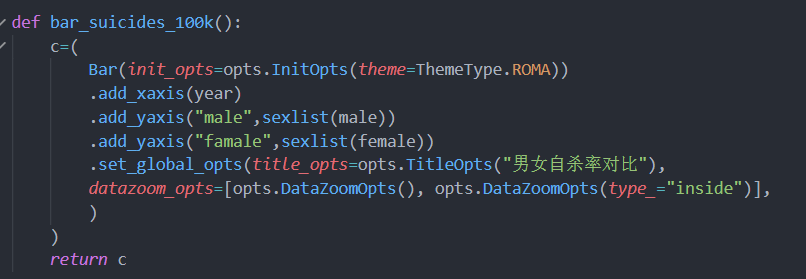 def bar_suicides_100k():
    c=(
        Bar(init_opts=opts.InitOpts(theme=ThemeType.ROMA))
        .add_xaxis(year)
        .add_yaxis("male",sexlist(male))
        .add_yaxis("famale",sexlist(female))
        .set_global_opts(title_opts=opts.TitleOpts("男女自杀率对比"),
        datazoom_opts=[opts.DataZoomOpts(), opts.DataZoomOpts(type_="inside")],
        )
    )
    return c